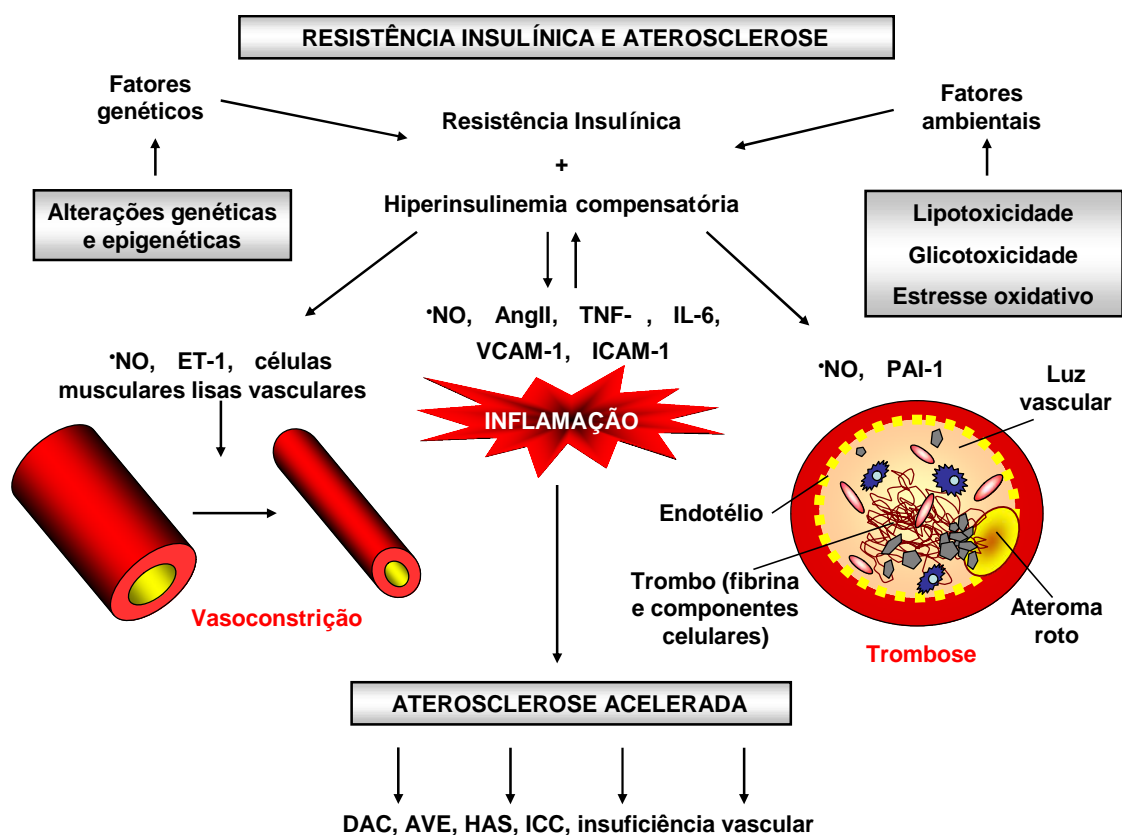 RESISTÊNCIA INSULÍNICA E ATEROSCLEROSE
Fatores
genéticos
Fatores
ambientais
Resistência Insulínica
+
Hiperinsulinemia compensatória
Alterações genéticas
e epigenéticas
Lipotoxicidade
Glicotoxicidade
Estresse oxidativo
•NO, AngII, TNF- , IL-6,
VCAM-1, ICAM-1
•NO, ET-1, células
musculares lisas vasculares
•NO, PAI-1
Luz
vascular
INFLAMAÇÃO
Endotélio
Trombo (fibrina
e componentes
celulares)
Ateroma
roto
Vasoconstrição
Trombose
ATEROSCLEROSE ACELERADA
DAC, AVE, HAS, ICC, insuficiência vascular